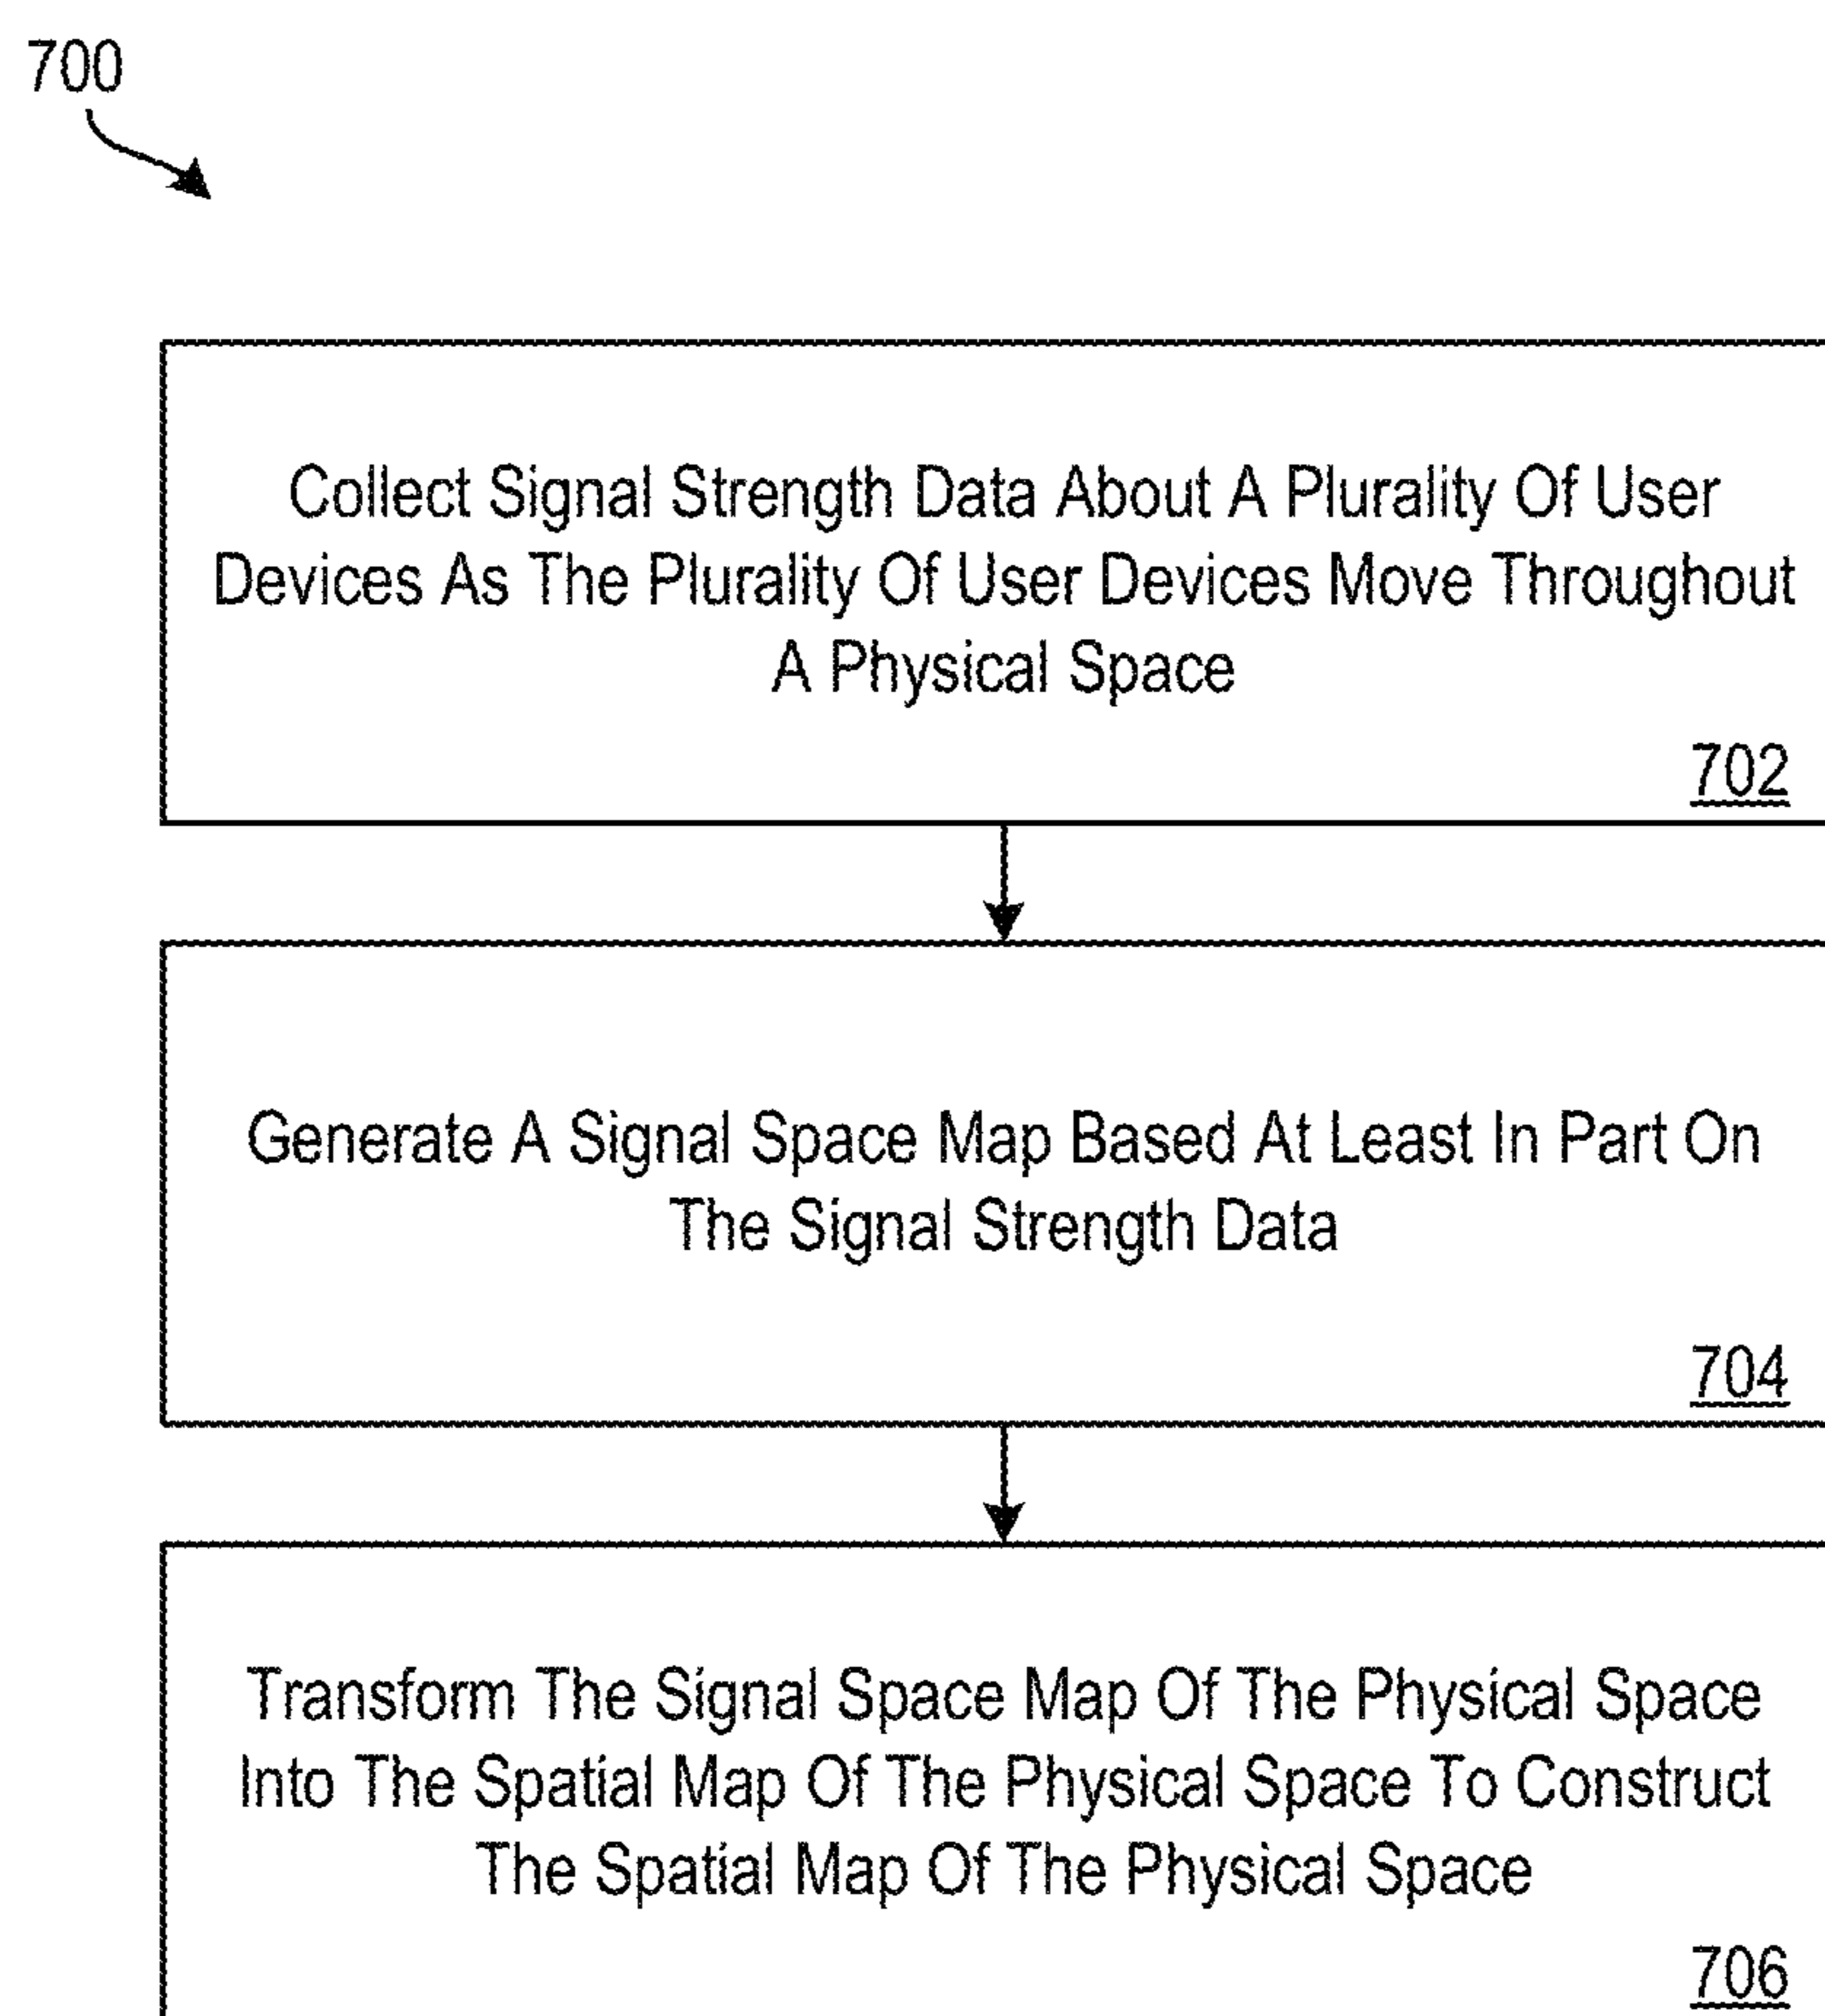 700
Collect Signal Strength Data About A Plurality Of User
Devices As The Plurality Of User Devices Move Throughout
A Physical Space
702
Generate A Signal Space Map Based At Least In Part On
The Signal Strength Data
704
Transform The Signal Space Map Of The Physical Space
Into The Spatial Map Of The Physical Space To Construct
The Spatial Map Of The Physical Space
706